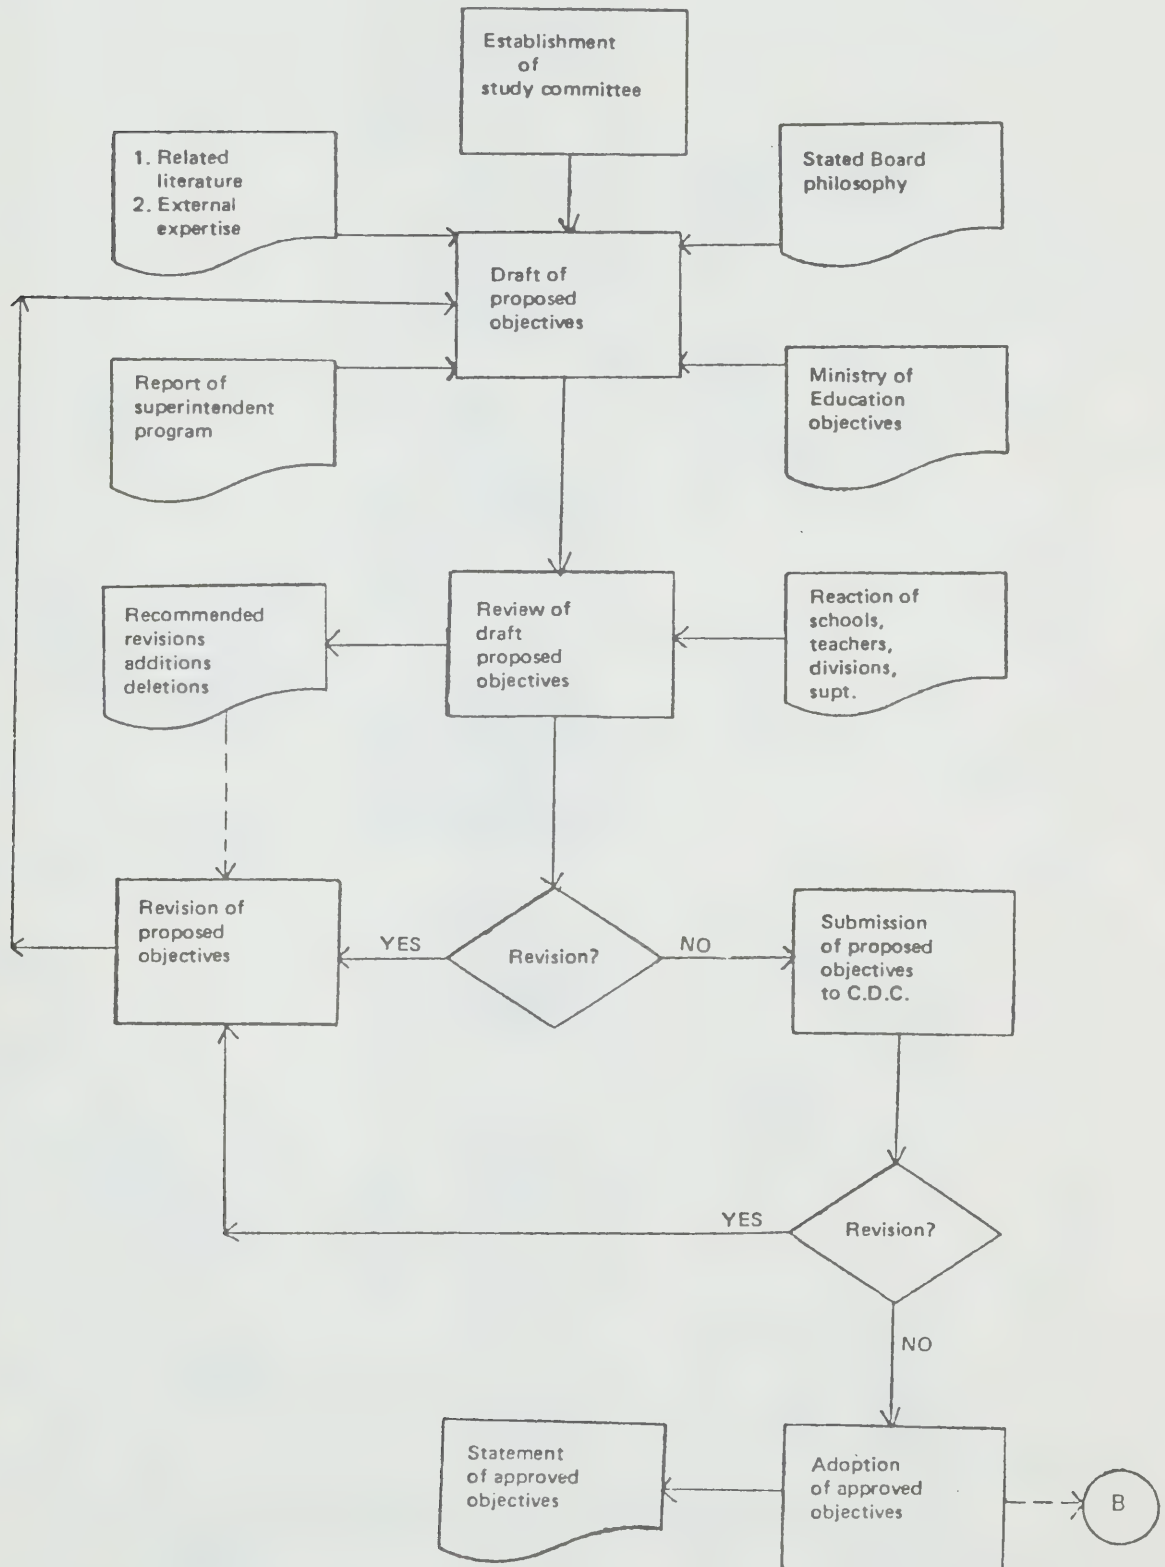 Establishment
of
study committee
1. Related
literature
2. External
expertise
Stated Board
philosophy
Draft of
proposed
objectives
Report of
superintendent
program
Ministry of
Education
objectives
Recommended
revisions
additions
deletions
Review of
draft
proposed
objectives
Reaction of
schools,
teachers,
divisions,
supt.
Revision of
proposed
objectives
YES
Revision?
NO
Submission
of proposed
objectives
to C.D.C.
YES
Revision?
NO
Statement
of approved
objectives
Adoption
of approved
objectives
B